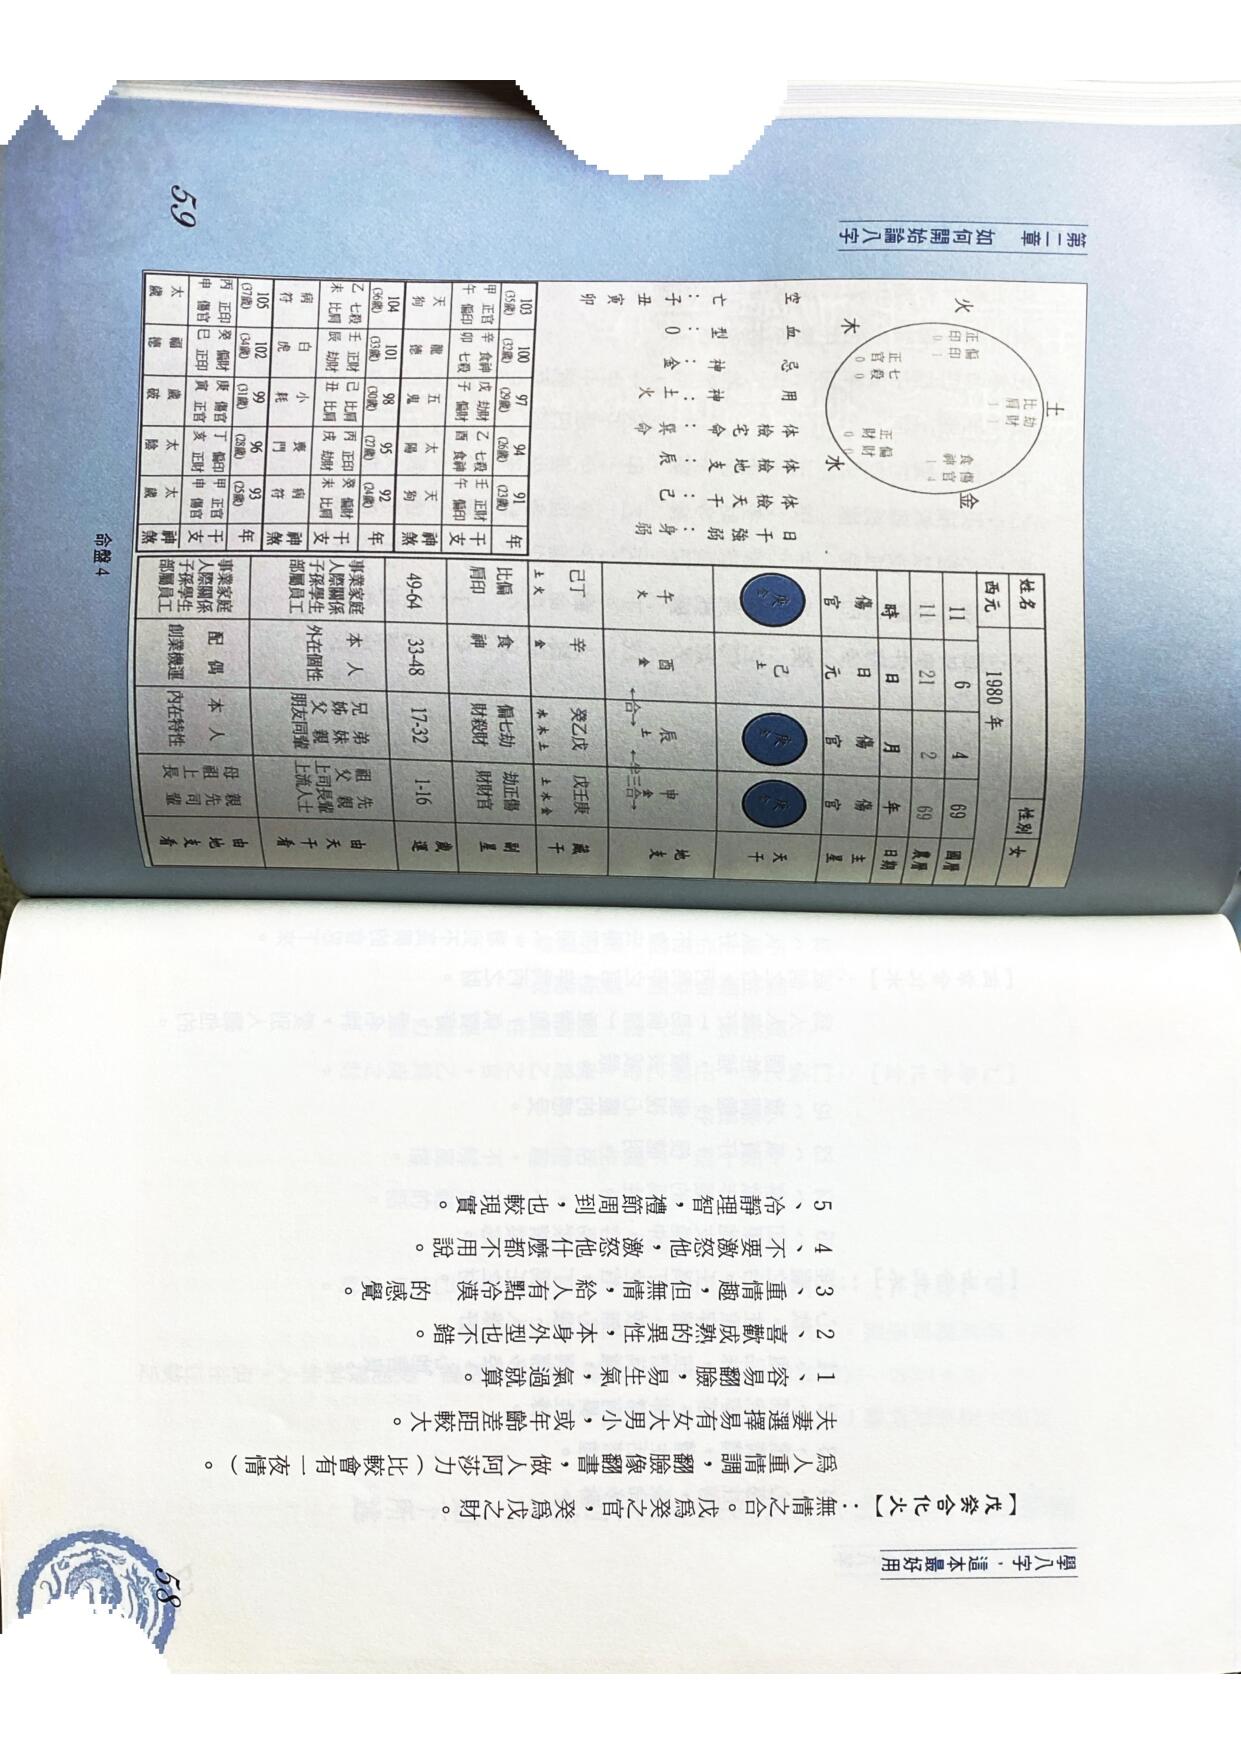 學八字，這本最好用
【戊癸合化火】：無情之合。戊為癸之官，癸為戊之財。
為人重情調，翻臉像翻書，做人阿莎力（比較會有一夜情）。
夫妻選擇易有女大男小，或年齡差距較大。
1、容易翻臉，易生氣，氣過就算。
2、喜歡成熟的異性，本身外型也不錯。
3、重情趣，但無情，給人有點冷漠 的感覺。
4、不要激怒他，激怒他什麼都不用說。
5、冷靜理智，禮節周到，也較現實。
58
姓名 性別 女
西元 1980 年
11 6 4 69 國曆
11 21 2 69 農曆
時 日 月 年 日期
傷官 日元 傷官 傷官 主星
庚金 己土 庚金 庚金 天干
午火 酉金 辰土 申金 地支
←合→ ←半三合→
己丁 辛 癸乙戊 戊壬庚 藏干
土火 金 水木土 土水金
比肩 偏印 食神 偏財 七殺 劫財 劫財 正財 傷官 副星
49-64 33-48 17-32 1-16 歲運
事業家庭 人際關係 子孫學生 部屬員工
本人 外在個性
兄弟 姊妹 父親 朋友同輩
祖先 父親 上司長輩 上流人士
由天干看
事業家庭 人際關係 子孫學生 部屬員工
配偶 創業機運
本人 內在特性
母親 祖先 上司 長輩
由地支看
土
劫財 1
比肩 1
金
傷官 4
食神 1
水
偏財 0
正財 0
木
七殺 0
正官 0
火
偏印 1
正印 0
日干強弱：身弱
体檢天干：己
体檢地支：辰
体檢宅命：巽命
用神：土火
忌神：金
血型：O
空亡：子丑寅卯
103 100 97 94 91 年
(35歲) (32歲) (29歲) (26歲) (23歲)
甲 正官 辛 食神 戊 劫財 乙 七殺 壬 正財 干支
午 偏印 卯 七殺 子 偏財 酉 食神 午 偏印
天狗 龍德 五鬼 太陽 天狗 神煞
104 101 98 95 92 年
(36歲) (33歲) (30歲) (27歲) (24歲)
乙 七殺 壬 正財 己 比肩 丙 正印 癸 偏財 干支
未 比肩 辰 劫財 丑 比肩 戌 劫財 未 比肩
病符 白虎 小耗 喪門 病符 神煞
105 102 99 96 93 年
(37歲) (34歲) (31歲) (28歲) (25歲)
丙 正印 癸 偏財 庚 傷官 丁 偏印 甲 正官 干支
申 傷官 巳 正印 寅 正官 亥 正財 申 傷官
太歲 福德 歲破 太陰 太歲 神煞
命盤4
第二章 如何開始論八字
59